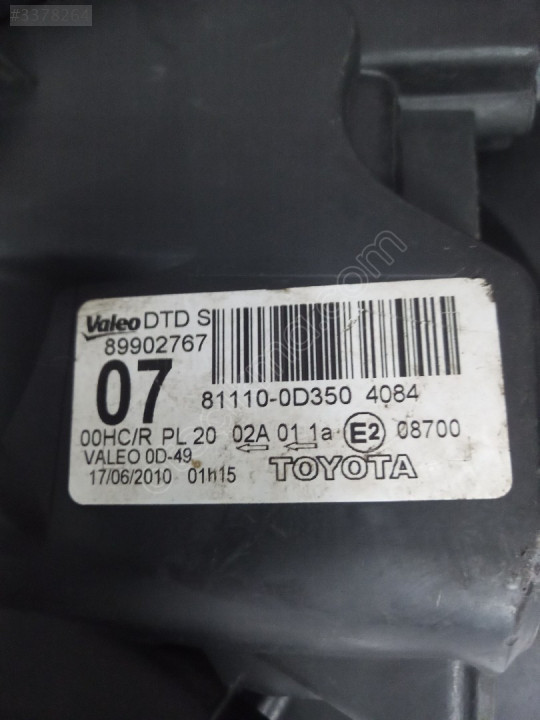 #3378264
Valeo DTD S
89902767
07
81110-0D350 4084
00HC/R PL 20 02A 01 1a E2 08700
VALEO 0D-49
17/06/2010 01h15
TOYOTA